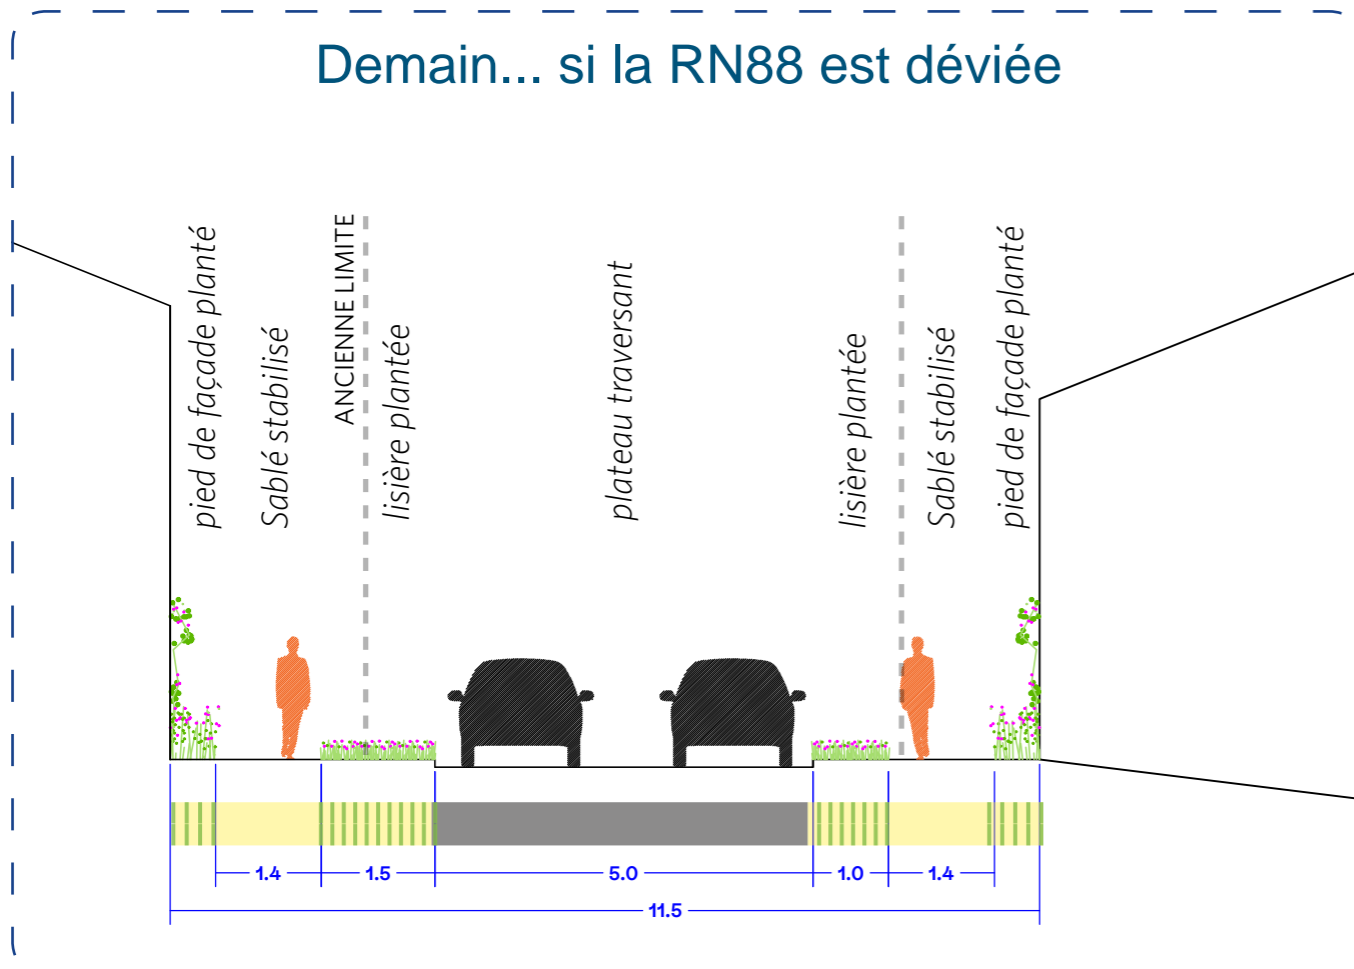 Demain... si la RN88 est déviée
pied de façade planté
Sablé stabilisé
ANCIENNE LIMITE
lisière plantée
plateau traversant
lisière plantée
Sablé stabilisé
pied de façade planté
1.4
1.5
5.0
1.0
1.4
11.5